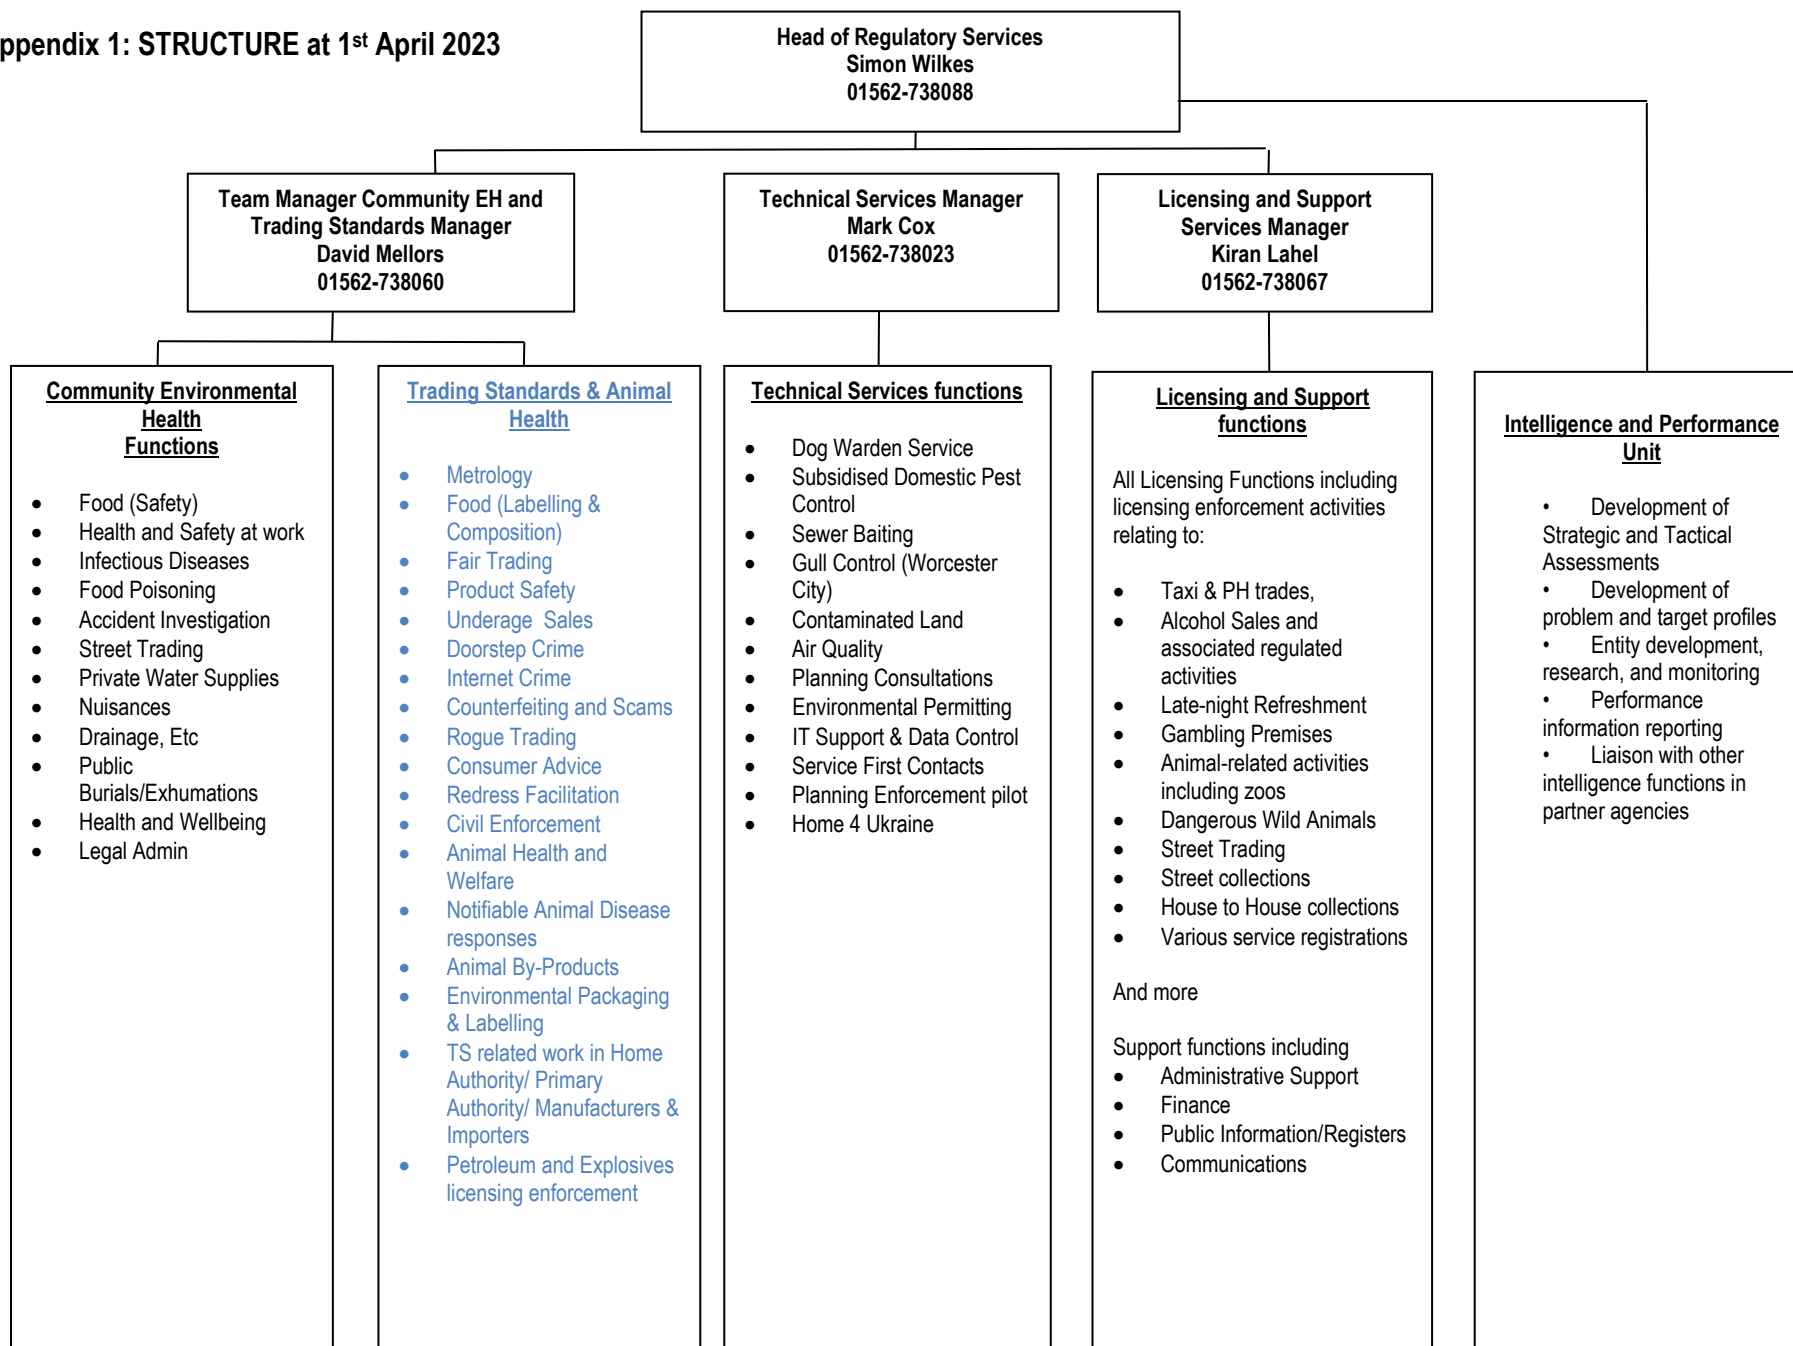 ppendix 1: STRUCTURE at 1st April 2023
Head of Regulatory Services
Simon Wilkes
01562-738088
Team Manager Community EH and
Trading Standards Manager
David Mellors
01562-738060
Technical Services Manager
Mark Cox
01562-738023
Licensing and Support
Services Manager
Kiran Lahel
01562-738067
Community Environmental
Health
Functions
• Food (Safety)
• Health and Safety at work
• Infectious Diseases
• Food Poisoning
• Accident Investigation
• Street Trading
• Private Water Supplies
• Nuisances
• Drainage, Etc
• Public
Burials/Exhumations
• Health and Wellbeing
• Legal Admin
Trading Standards & Animal
Health
• Metrology
• Food (Labelling &
Composition)
• Fair Trading
• Product Safety
• Underage Sales
• Doorstep Crime
• Internet Crime
• Counterfeiting and Scams
• Rogue Trading
• Consumer Advice
• Redress Facilitation
• Civil Enforcement
• Animal Health and
Welfare
• Notifiable Animal Disease
responses
• Animal By-Products
• Environmental Packaging
& Labelling
• TS related work in Home
Authority/ Primary
Authority/ Manufacturers &
Importers
• Petroleum and Explosives
licensing enforcement
Technical Services functions
• Dog Warden Service
• Subsidised Domestic Pest
Control
• Sewer Baiting
• Gull Control (Worcester
City)
• Contaminated Land
• Air Quality
• Planning Consultations
• Environmental Permitting
• IT Support & Data Control
• Service First Contacts
• Planning Enforcement pilot
• Home 4 Ukraine
Licensing and Support
functions
All Licensing Functions including
licensing enforcement activities
relating to:
• Taxi & PH trades,
• Alcohol Sales and
associated regulated
activities
• Late-night Refreshment
• Gambling Premises
• Animal-related activities
including zoos
• Dangerous Wild Animals
• Street Trading
• Street collections
• House to House collections
• Various service registrations
And more
Support functions including
• Administrative Support
• Finance
• Public Information/Registers
• Communications
Intelligence and Performance
Unit
• Development of
Strategic and Tactical
Assessments
• Development of
problem and target profiles
• Entity development,
research, and monitoring
• Performance
information reporting
• Liaison with other
intelligence functions in
partner agencies